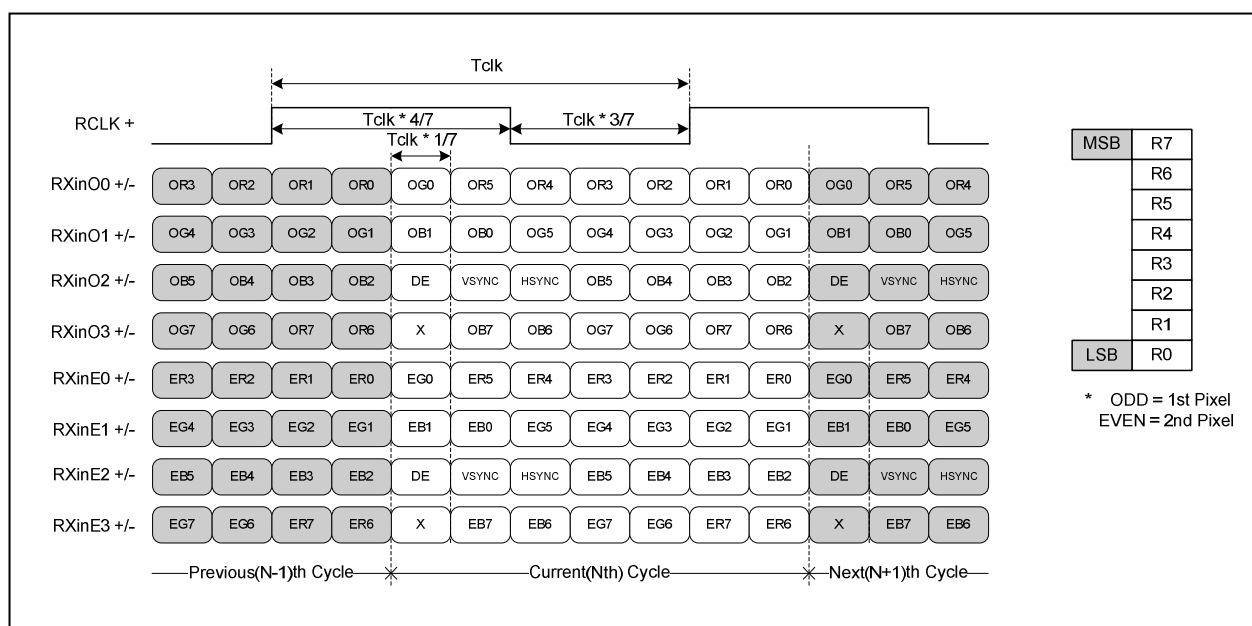 Tclk
RCLK +
Tclk * 4/7
Tclk * 3/7
Tclk * 1/7
RXinO0 +/- OR3 OR2 OR1 OR0 OG0 OR5 OR4 OR3 OR2 OR1 OR0 OG0 OR5 OR4
RXinO1 +/- OG4 OG3 OG2 OG1 OB1 OB0 OG5 OG4 OG3 OG2 OG1 OB1 OB0 OG5
RXinO2 +/- OB5 OB4 OB3 OB2 DE VSYNC HSYNC OB5 OB4 OB3 OB2 DE VSYNC HSYNC
RXinO3 +/- OG7 OG6 OR7 OR6 X OB7 OB6 OG7 OG6 OR7 OR6 X OB7 OB6
RXinE0 +/- ER3 ER2 ER1 ER0 EG0 ER5 ER4 ER3 ER2 ER1 ER0 EG0 ER5 ER4
RXinE1 +/- EG4 EG3 EG2 EG1 EB1 EB0 EG5 EG4 EG3 EG2 EG1 EB1 EB0 EG5
RXinE2 +/- EB5 EB4 EB3 EB2 DE VSYNC HSYNC EB5 EB4 EB3 EB2 DE VSYNC HSYNC
RXinE3 +/- EG7 EG6 ER7 ER6 X EB7 EB6 EG7 EG6 ER7 ER6 X EB7 EB6
Previous(N-1)th Cycle Current(Nth) Cycle Next(N+1)th Cycle
MSB R7
R6
R5
R4
R3
R2
R1
LSB R0
* ODD = 1st Pixel
EVEN = 2nd Pixel